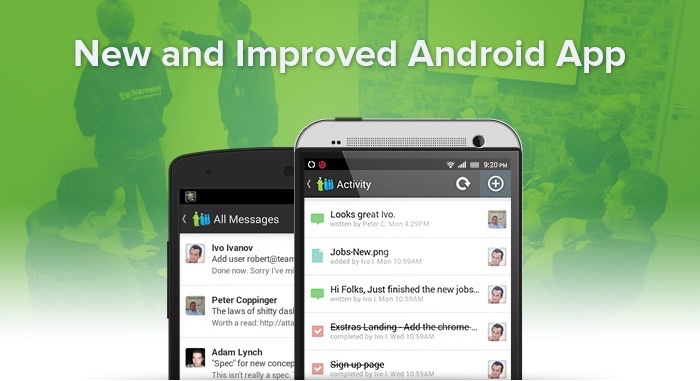 New and Improved Android App
9:20 PM
Activity
Looks great Ivo.
written by Peter C. Mon 4:29PM
Jobs-New.png
added by Ivo I. Mon 10:59AM
Hi Folks, Just finished the new jobs...
written by Ivo I. Mon 10:59AM
Exstras Landing - Add the chrome ...
completed by Ivo I. Wed 10:59AM
Sign up page
completed by Ivo I. Wed 10:59AM
All Messages
Ivo Ivanov
Add user robert@team
Done now. Sorry I've mi
Peter Coppinger
The laws of shitty dash
Worth a read: http://atta
Adam Lynch
"Spec" for new concep
This isn't really a spec.